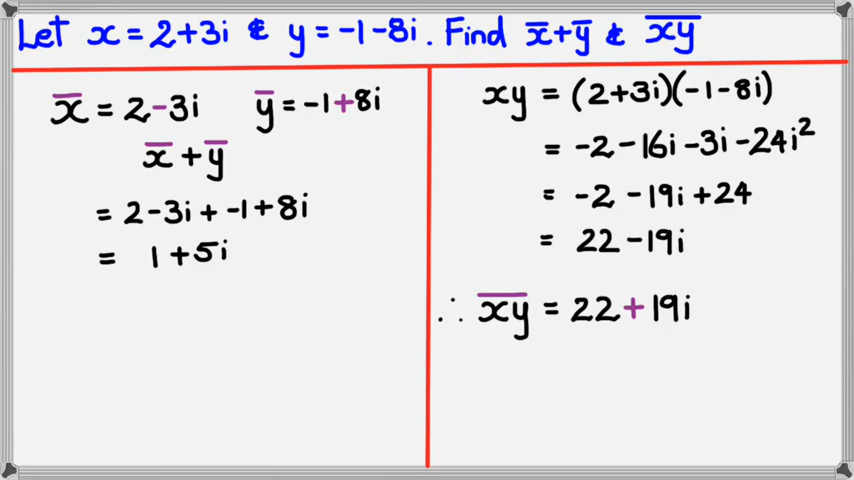 Let x = 2+3i & y = -1-8i. Find x̅+y̅ & x̅y̅
x̅ = 2-3i y̅ = -1+8i
x̅ + y̅
= 2-3i + -1+8i
= 1+5i
xy = (2+3i)(-1-8i)
= -2-16i-3i-24i²
= -2-19i+24
= 22-19i
∴ x̅y̅ = 22+19i